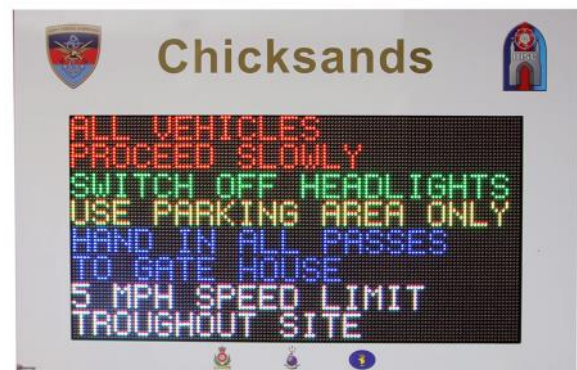 Chicksands
ALL VEHICLES
PROCEED SLOWLY
SWITCH OFF HEADLIGHTS
USE PARKING AREA ONLY
HAND IN ALL PASSES
TO GATE HOUSE
5 MPH SPEED LIMIT
TROUGHOUT SITE